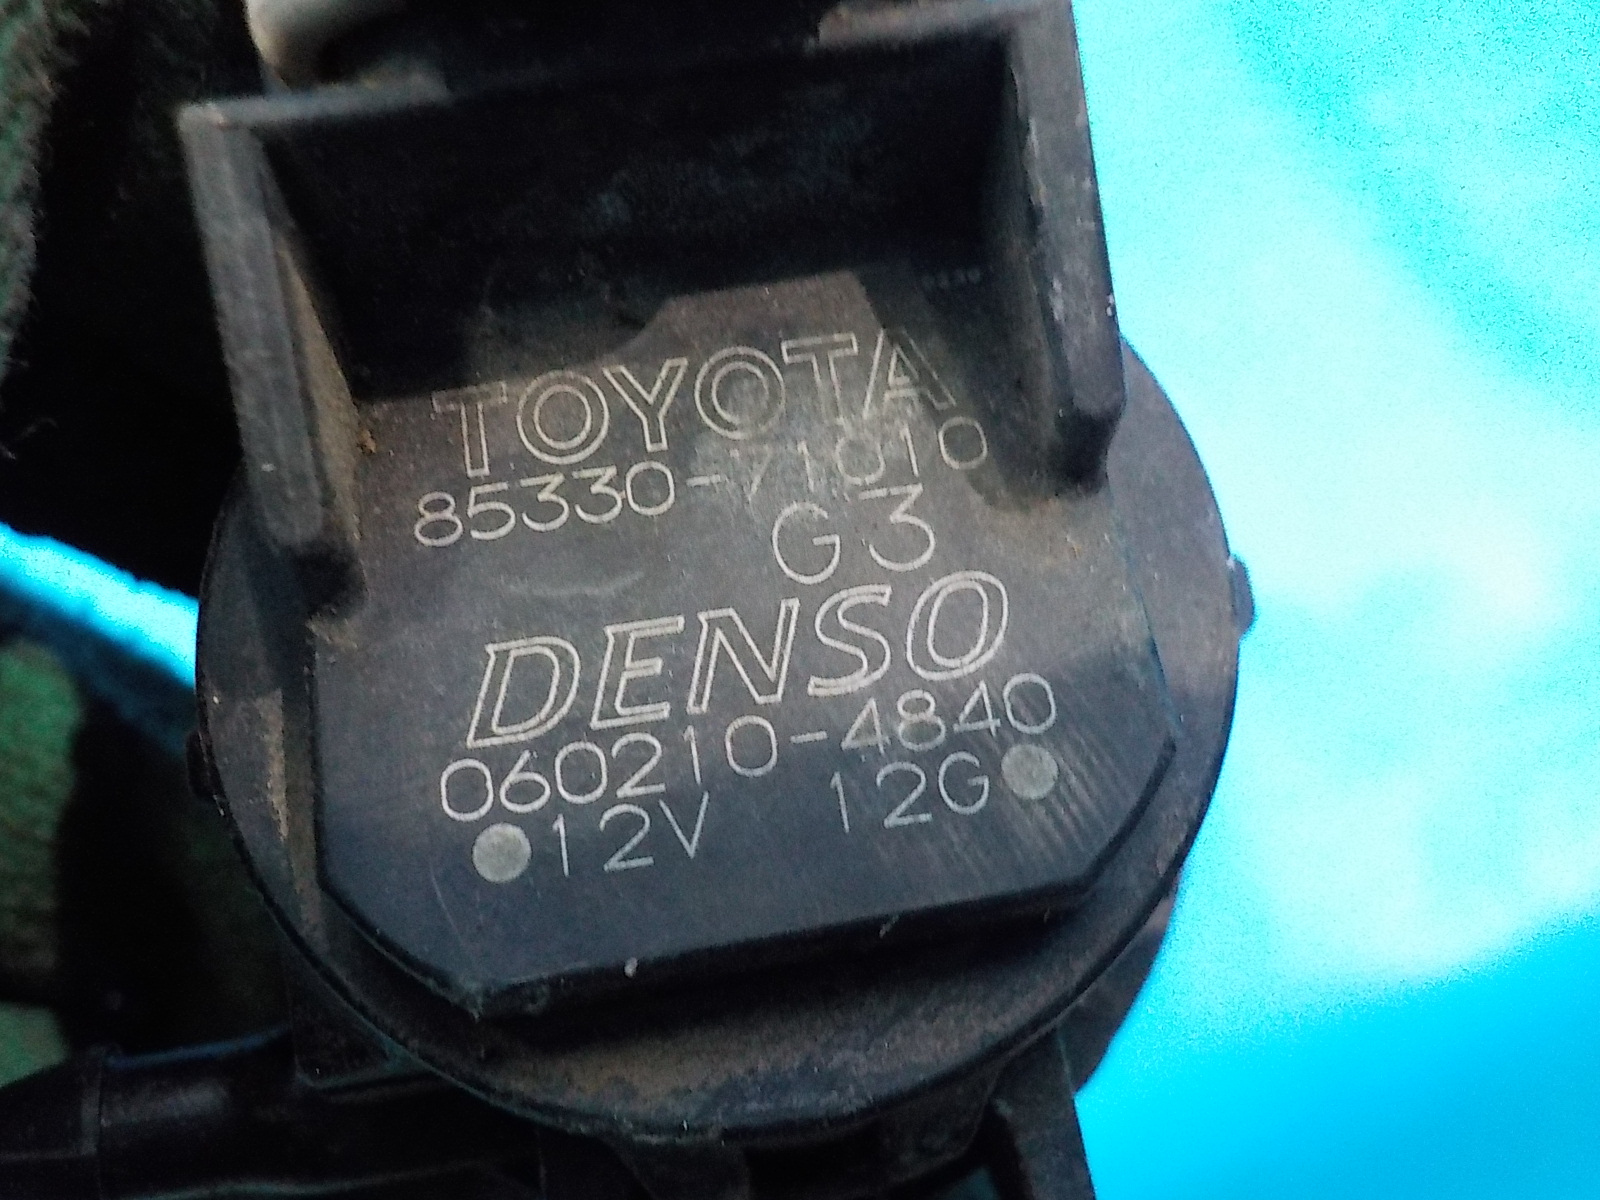 TOYOTA
85330-71010
G3
DENSO
060210-4840
12V 12G